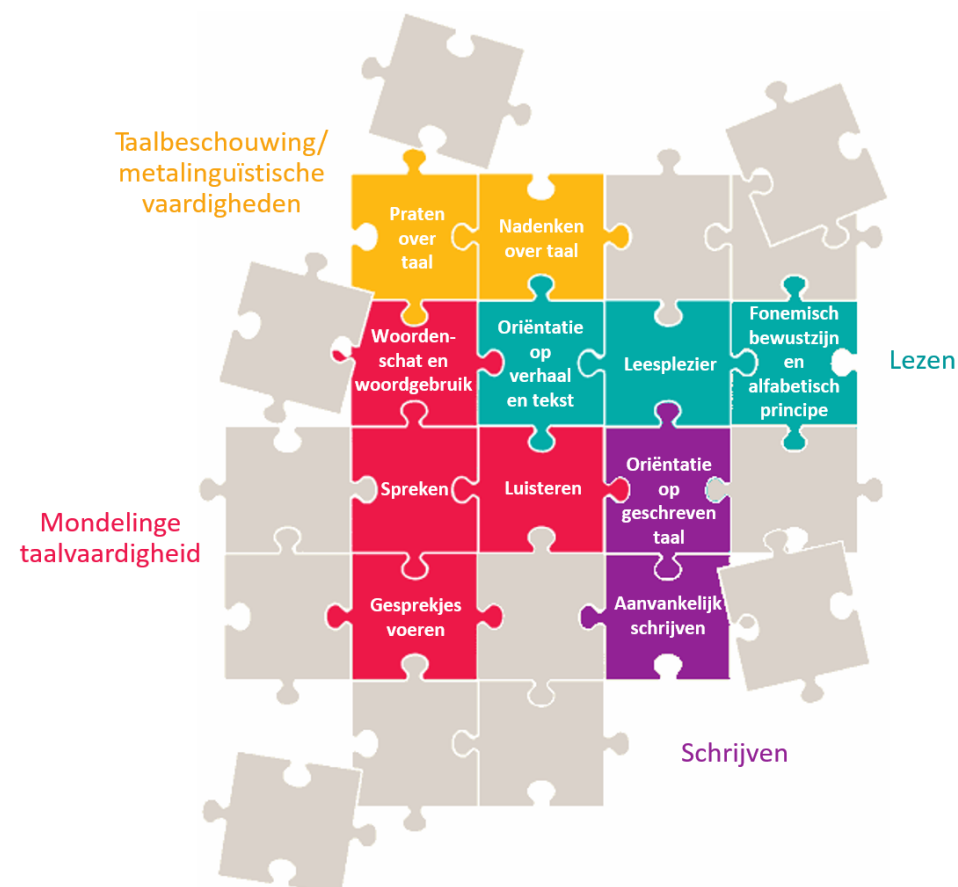 Taalbeschouwing/
metalinguïstische
vaardigheden
Praten
over
taal
Nadenken
over taal
Woorden-
schat en
woordgebruik
Oriëntatie
op
verhaal
en tekst
Leesplezier
Fonemisch
bewustzijn
en
alfabetisch
principe
Lezen
Mondelinge
taalvaardigheid
Spreken
Luisteren
Oriëntatie
op
geschreven
taal
Gesprekjes
voeren
Aanvankelijk
schrijven
Schrijven